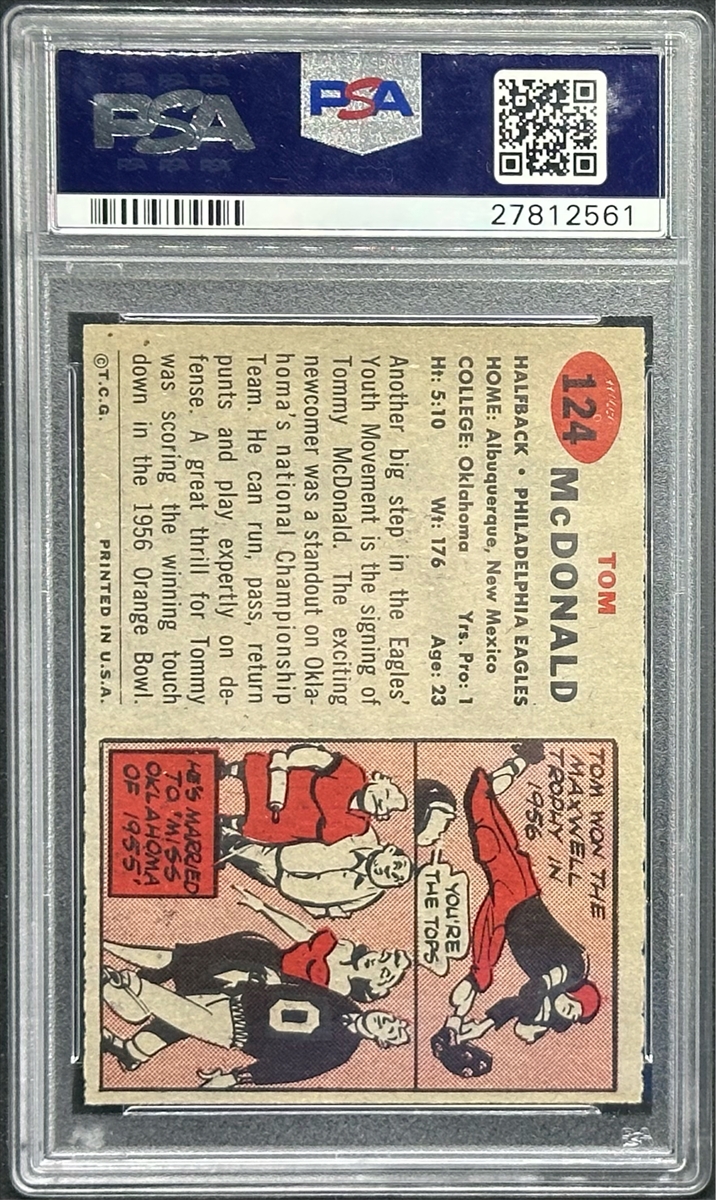 PSA
PSA
27812561
124
TOM
McDONALD
HALFBACK • PHILADELPHIA EAGLES
HOME: Albuquerque, New Mexico
COLLEGE: Oklahoma Yrs. Pro: 1
Ht: 5-10 Wt: 176 Age: 23
Another big step in the Eagles'
Youth Movement is the signing of
Tommy McDonald. The exciting
newcomer was a standout on Okla-
homa's national Championship
Team. He can run, pass, return
punts and play expertly on de-
fense. A great thrill for Tommy
was scoring the winning touch
down in the 1956 Orange Bowl.
©T.C.G. PRINTED IN U.S.A.
TOM WON THE
MAXWELL
TROPHY IN
1956
YOU'RE
THE TOPS
0
HE'S MARRIED
TO 'MISS
OKLAHOMA
OF 1955'